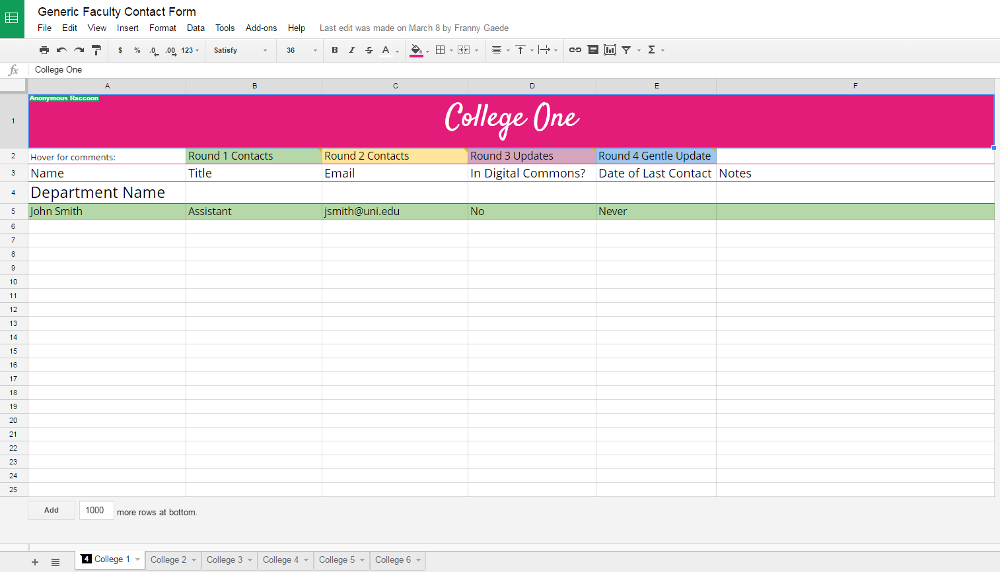 Generic Faculty Contact Form
File Edit View Insert Format Data Tools Add-ons Help Last edit was made on March 8 by Franny Gaede
$ % .0 .00 123 Satisfy 36 B I S A Σ
fx College One
A B C D E F
Anonymous Raccoon
1 College One
2 Hover for comments: Round 1 Contacts Round 2 Contacts Round 3 Updates Round 4 Gentle Update
3 Name Title Email In Digital Commons? Date of Last Contact Notes
4 Department Name
5 John Smith Assistant jsmith@uni.edu No Never
6
7
8
9
10
11
12
13
14
15
16
17
18
19
20
21
22
23
24
25
Add 1000 more rows at bottom.
+ 4 College 1 College 2 College 3 College 4 College 5 College 6